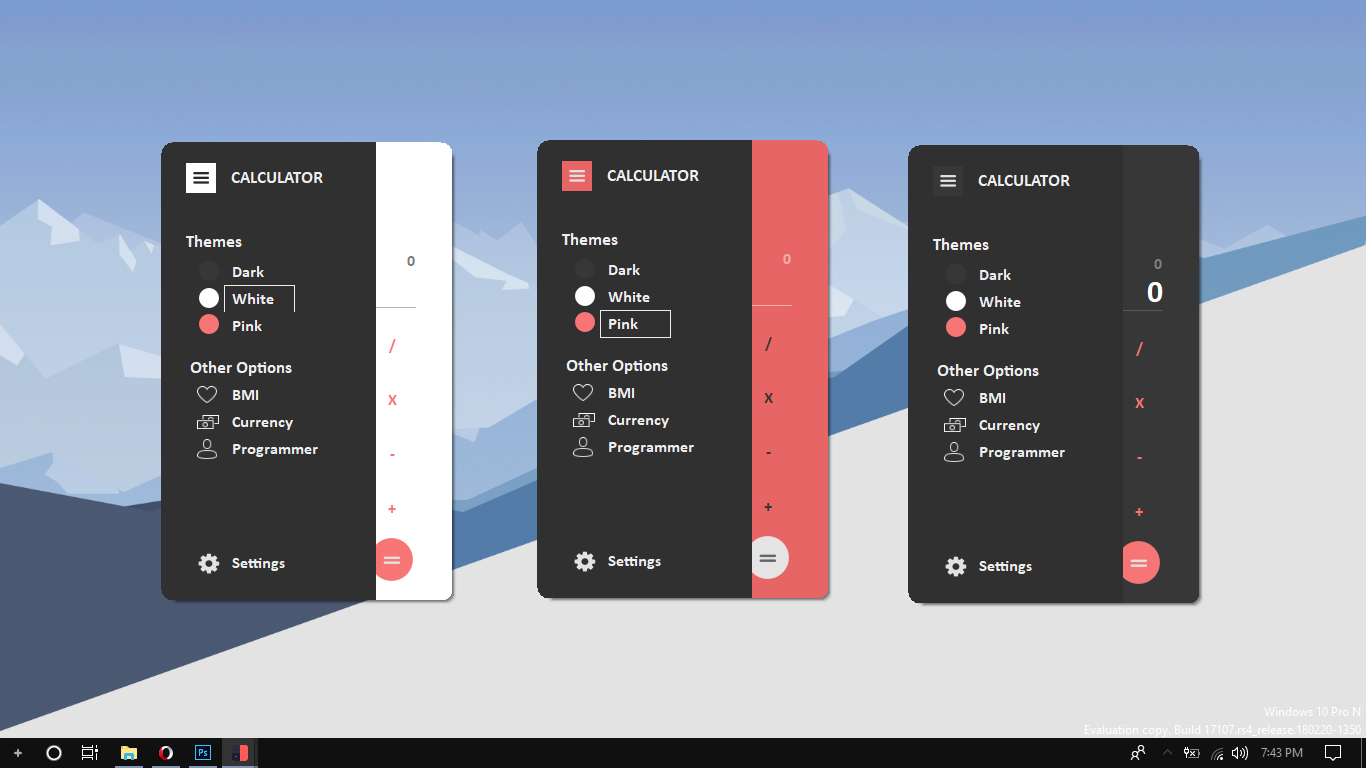 CALCULATOR
Themes
Dark
White
Pink
Other Options
BMI
Currency
Programmer
Settings
0
/
X
-
+
=
CALCULATOR
Themes
Dark
White
Pink
Other Options
BMI
Currency
Programmer
Settings
0
/
X
-
+
=
CALCULATOR
Themes
Dark
White
Pink
Other Options
BMI
Currency
Programmer
Settings
0
0
/
X
-
+
=
Windows 10 Pro N
Evaluation copy. Build 17107.rs4_release.180220-1350
Ps
7:43 PM